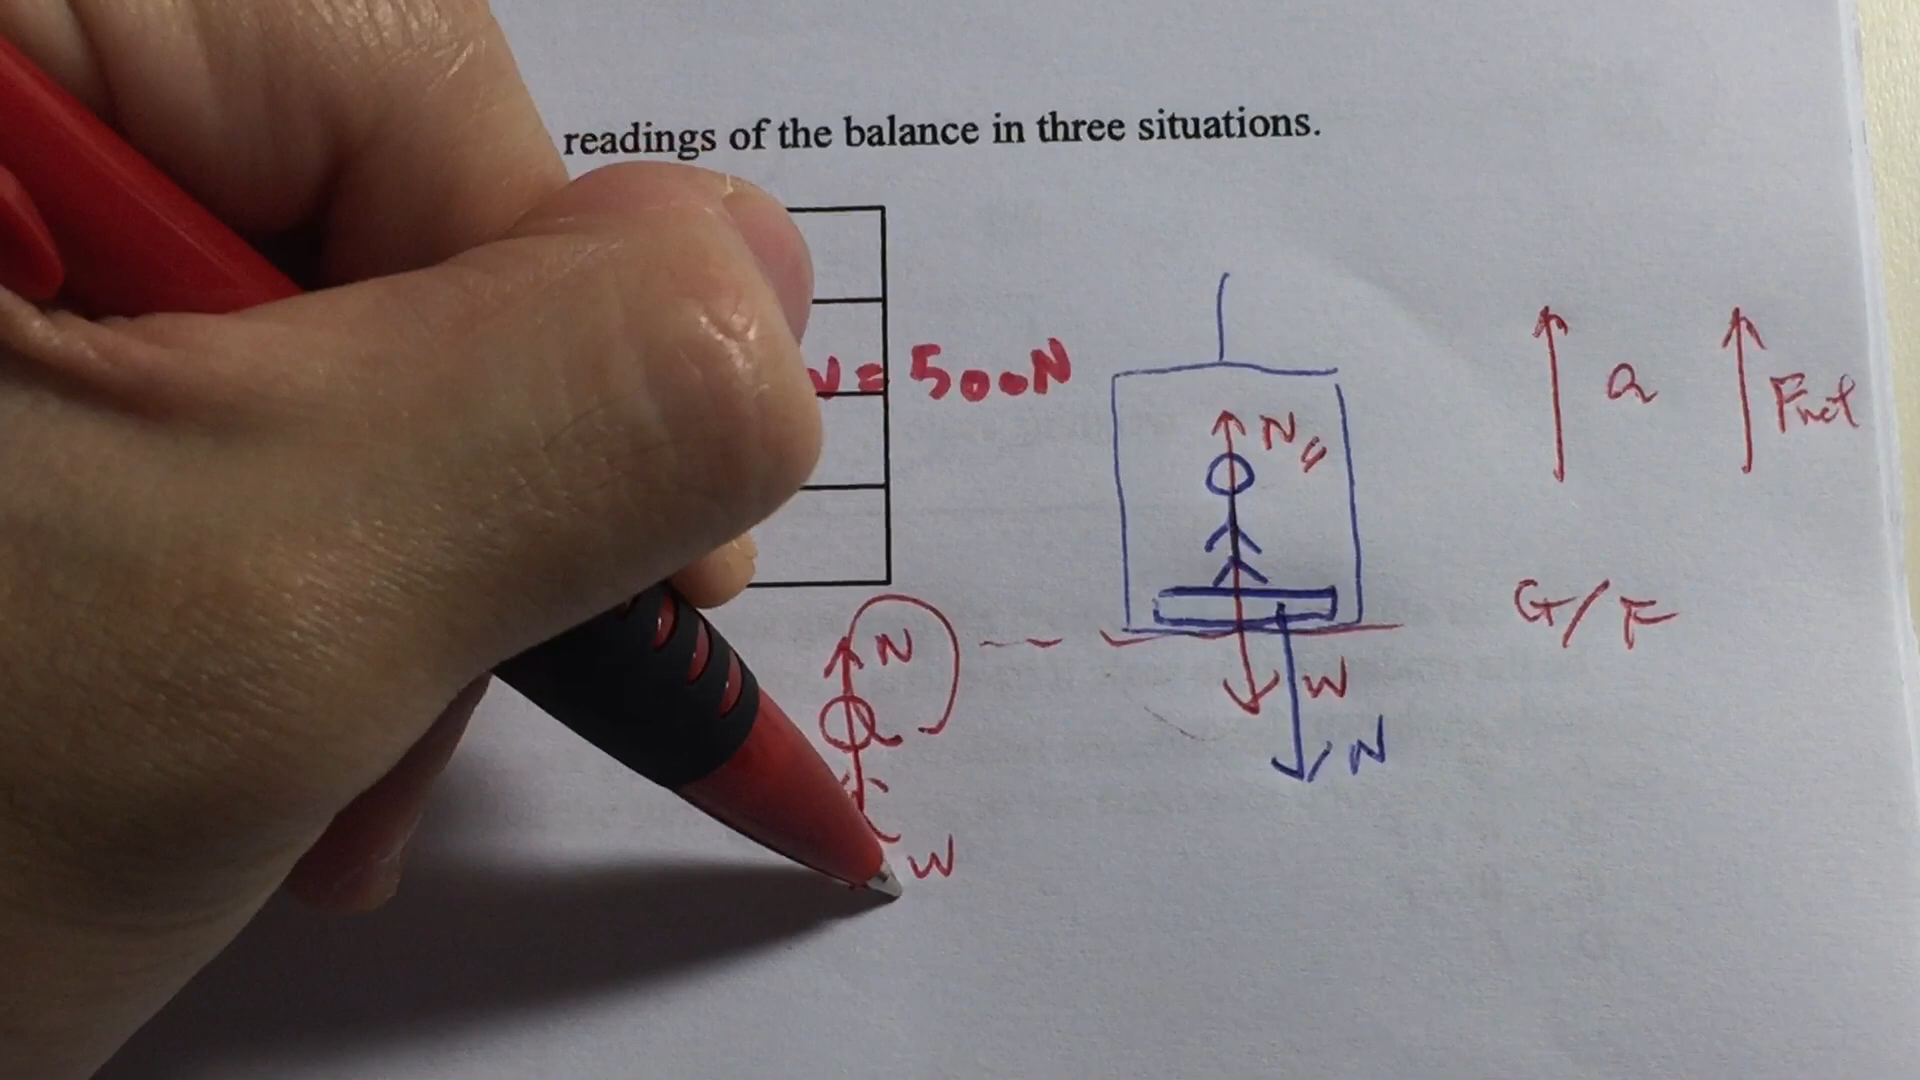 readings of the balance in three situations.
= 500N
N
a
Fnet
G/F
N
W
N
W